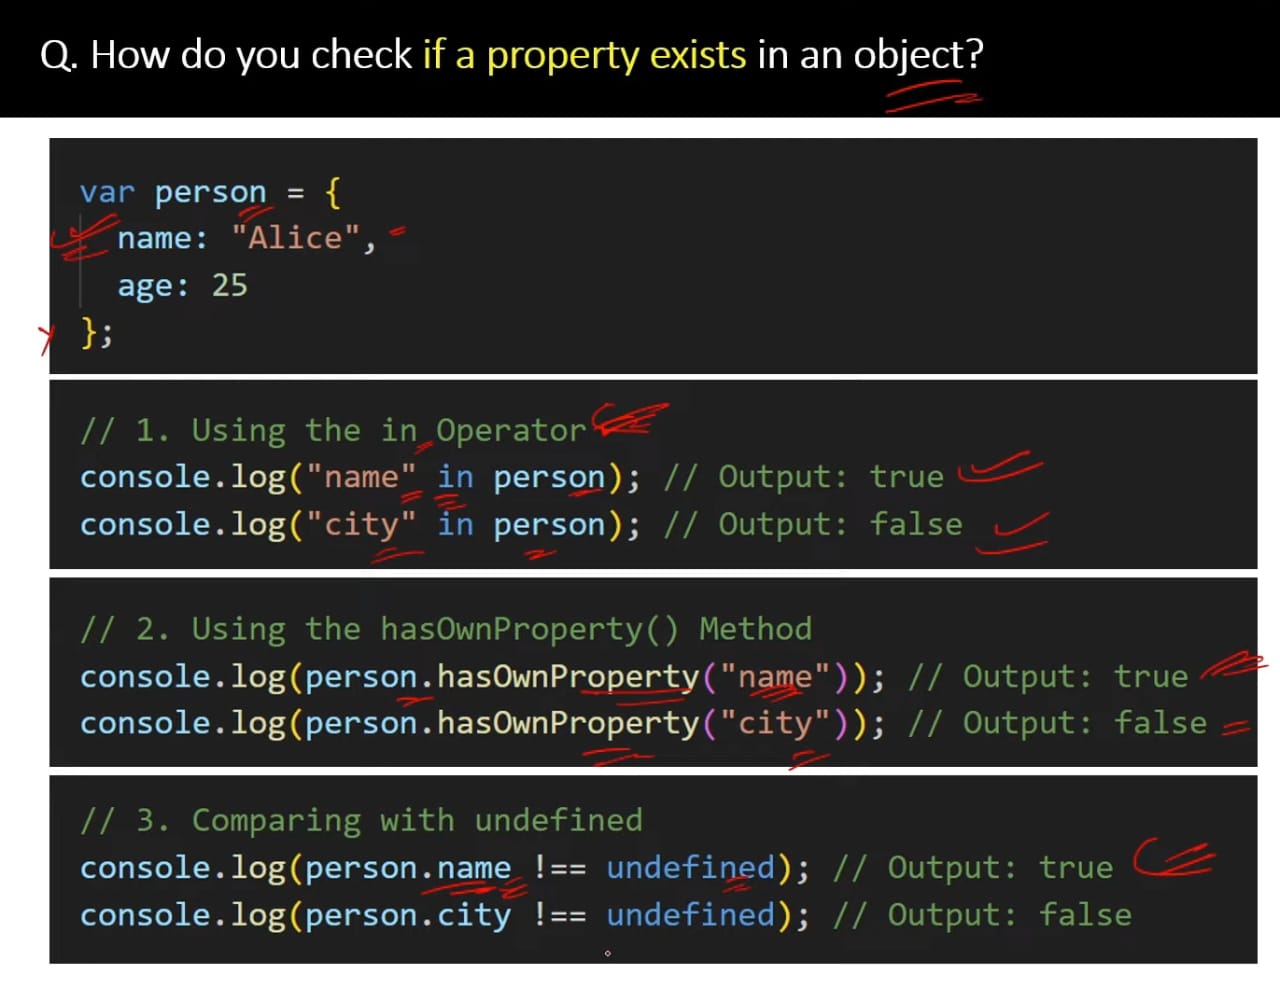 Q. How do you check if a property exists in an object?
var person = {
name: "Alice",
age: 25
};
// 1. Using the in Operator
console.log("name" in person); // Output: true
console.log("city" in person); // Output: false
// 2. Using the hasOwnProperty() Method
console.log(person.hasOwnProperty("name")); // Output: true
console.log(person.hasOwnProperty("city")); // Output: false
// 3. Comparing with undefined
console.log(person.name !== undefined); // Output: true
console.log(person.city !== undefined); // Output: false